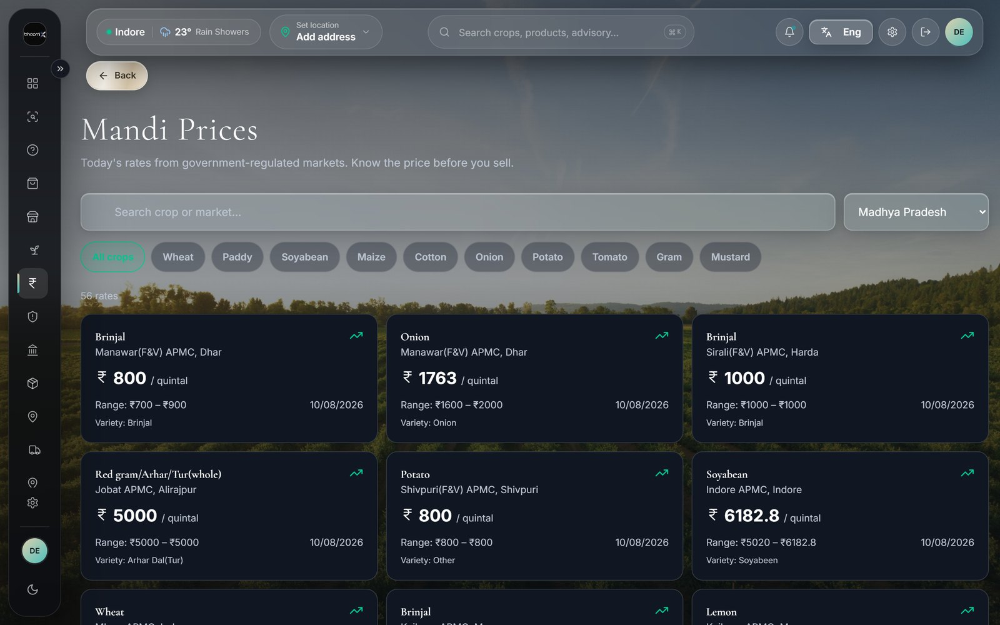 bhoomiX
Indore 23° Rain Showers
Set location
Add address
Search crops, products, advisory...
⌘ K
Eng
DE
Back
Mandi Prices
Today's rates from government-regulated markets. Know the price before you sell.
Search crop or market...
Madhya Pradesh
All crops Wheat Paddy Soyabean Maize Cotton Onion Potato Tomato Gram Mustard
56 rates
Brinjal
Manawar(F&V) APMC, Dhar
₹ 800 / quintal
Range: ₹700 – ₹900 10/08/2026
Variety: Brinjal
Onion
Manawar(F&V) APMC, Dhar
₹ 1763 / quintal
Range: ₹1600 – ₹2000 10/08/2026
Variety: Onion
Brinjal
Sirali(F&V) APMC, Harda
₹ 1000 / quintal
Range: ₹1000 – ₹1000 10/08/2026
Variety: Brinjal
Red gram/Arhar/Tur(whole)
Jobat APMC, Alirajpur
₹ 5000 / quintal
Range: ₹5000 – ₹5000 10/08/2026
Variety: Arhar Dal(Tur)
Potato
Shivpuri(F&V) APMC, Shivpuri
₹ 800 / quintal
Range: ₹800 – ₹800 10/08/2026
Variety: Other
Soyabean
Indore APMC, Indore
₹ 6182.8 / quintal
Range: ₹5020 – ₹6182.8 10/08/2026
Variety: Soyabeen
Wheat
Brinjal
Lemon
DE